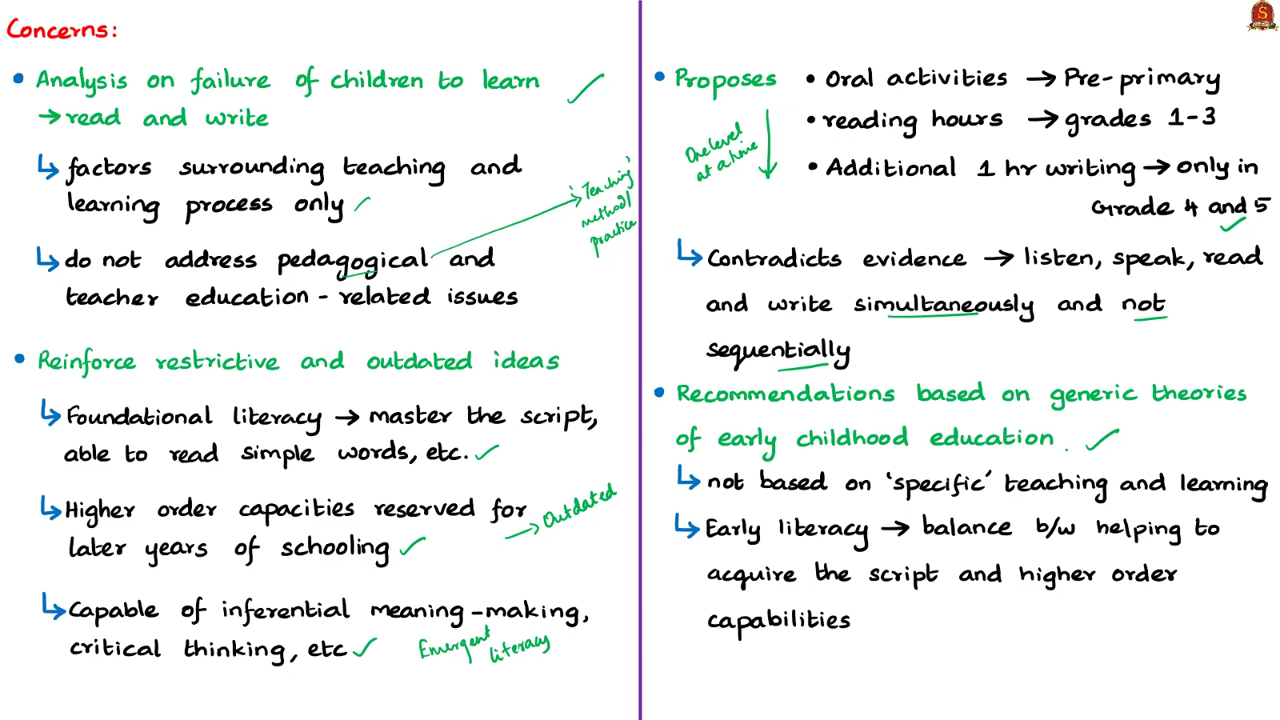 Concerns:
• Analysis on failure of children to learn
→ read and write
↳ factors surrounding teaching and
learning process only
↳ do not address pedagogical and
teacher education - related issues
'Teaching'
method/
practice
• Reinforce restrictive and outdated ideas
↳ Foundational literacy → master the script,
able to read simple words, etc.
↳ Higher order capacities reserved for
later years of schooling
→ Outdated
↳ Capable of inferential meaning-making,
critical thinking, etc
Emergent
literacy
• Proposes
One level
at a time
• Oral activities → Pre-primary
• reading hours → grades 1-3
• Additional 1 hr writing → only in
Grade 4 and 5
↳ Contradicts evidence → listen, speak, read
and write simultaneously and not
sequentially
• Recommendations based on generic theories
of early childhood education.
↳ not based on 'specific' teaching and learning
↳ Early literacy → balance b/w helping to
acquire the script and higher order
capabilities
S